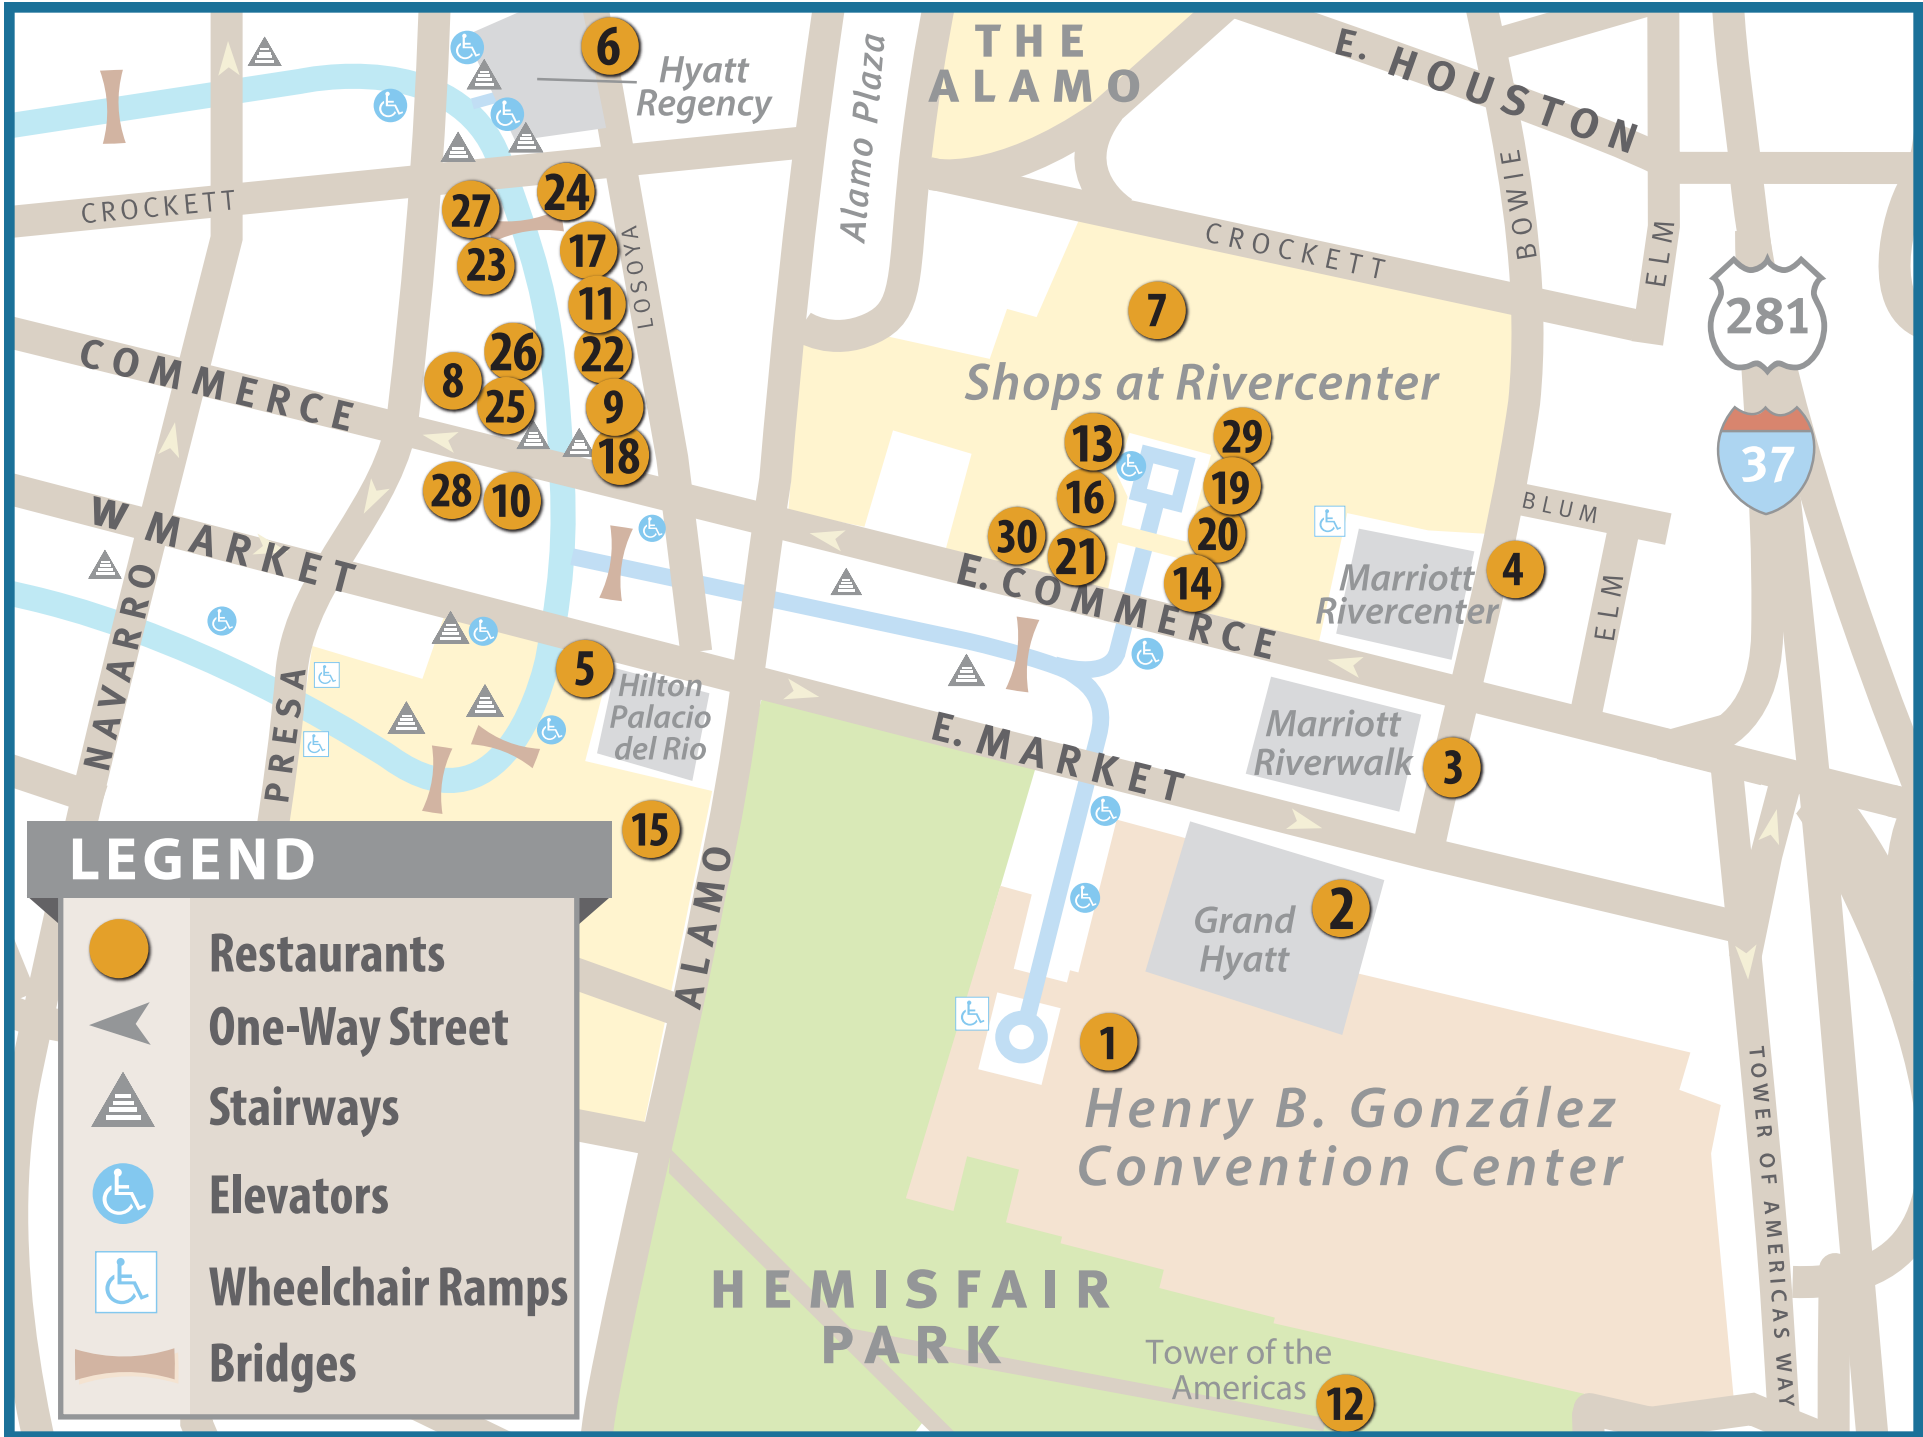 THE
ALAMO
6
Hyatt
Regency
Alamo Plaza
E. HOUSTON
BOWIE
ELM
CROCKETT
CROCKETT
LOSOYA
27
24
23
17
11
26
22
8
25
9
18
28
10
COMMERCE
W MARKET
NAVARRO
PRESA
7
Shops at Rivercenter
281
37
13
29
16
19
30
21
20
14
BLUM
ELM
Marriott
Rivercenter
4
E. COMMERCE
5
Hilton
Palacio
del Rio
E. MARKET
Marriott
Riverwalk
3
15
ALAMO
Grand
Hyatt
2
1
Henry B. González
Convention Center
TOWER OF AMERICAS WAY
HEMISFAIR
PARK
Tower of the
Americas
12
LEGEND
Restaurants
One-Way Street
Stairways
Elevators
Wheelchair Ramps
Bridges